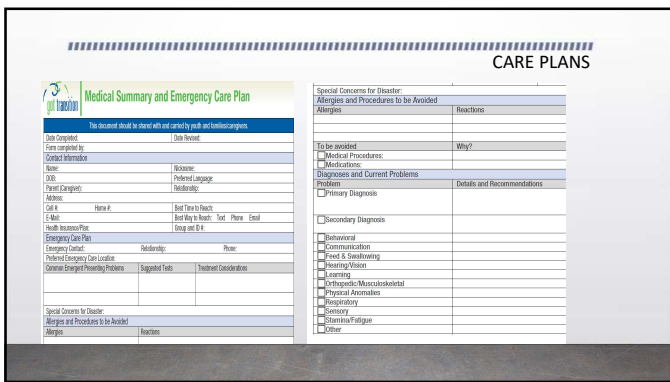 CARE PLANS
got transition
Medical Summary and Emergency Care Plan
This document should be shared with and carried by youth and families/caregivers.
Date Completed: Date Revised:
Form completed by:
Contact Information
Name: Nickname:
DOB: Preferred Language:
Parent (Caregiver): Relationship:
Address:
Cell #: Home #: Best Time to Reach:
E-Mail: Best Way to Reach: Text Phone Email
Health Insurance/Plan: Group and ID #:
Emergency Care Plan
Emergency Contact: Relationship: Phone:
Preferred Emergency Care Location:
Common Emergent Presenting Problems Suggested Tests Treatment Considerations
Special Concerns for Disaster:
Allergies and Procedures to be Avoided
Allergies Reactions
Special Concerns for Disaster:
Allergies and Procedures to be Avoided
Allergies Reactions
To be avoided Why?
Medical Procedures:
Medications:
Diagnoses and Current Problems
Problem Details and Recommendations
Primary Diagnosis
Secondary Diagnosis
Behavioral
Communication
Feed & Swallowing
Hearing/Vision
Learning
Orthopedic/Musculoskeletal
Physical Anomalies
Respiratory
Sensory
Stamina/Fatigue
Other